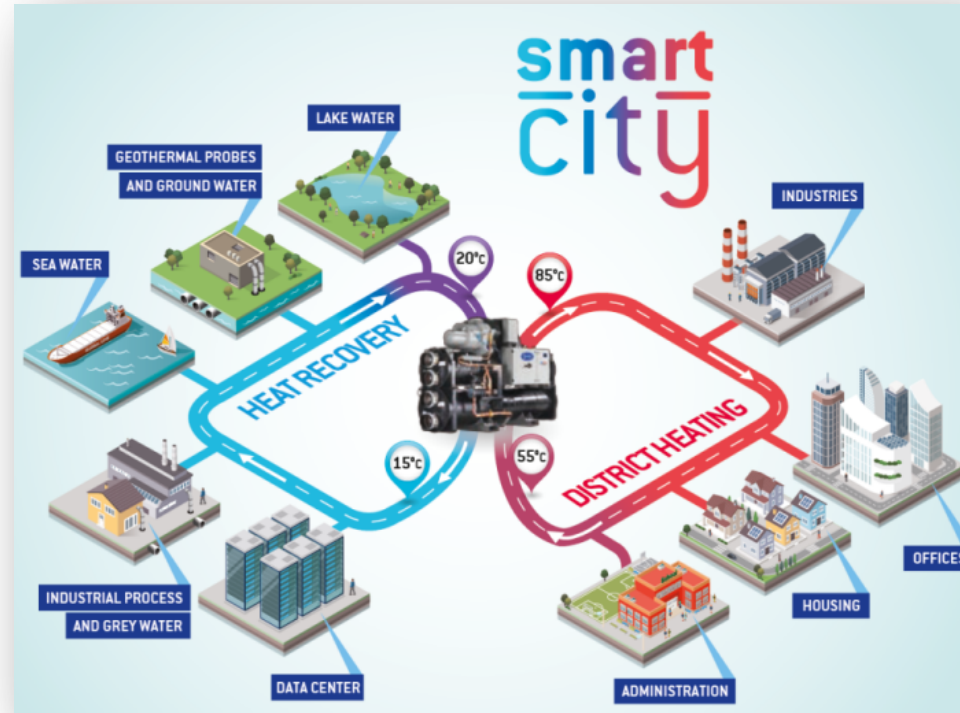 smart
city
LAKE WATER
GEOTHERMAL PROBES
AND GROUND WATER
SEA WATER
INDUSTRIES
20°C
85°C
HEAT RECOVERY
DISTRICT HEATING
15°C
55°C
OFFICES
INDUSTRIAL PROCESS
AND GREY WATER
HOUSING
DATA CENTER
ADMINISTRATION